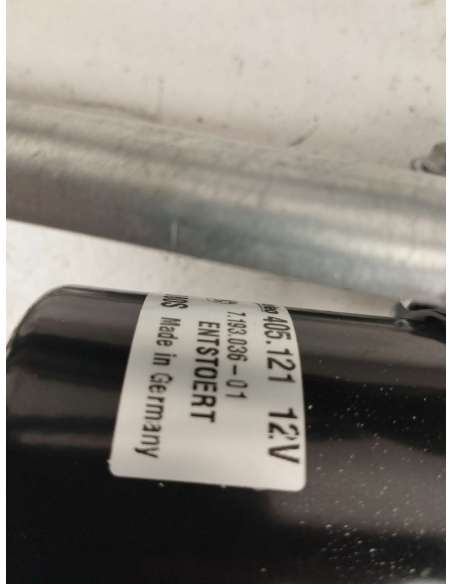 405.121 12V
7.193.036-01
ENTSTOERT
Made in Germany